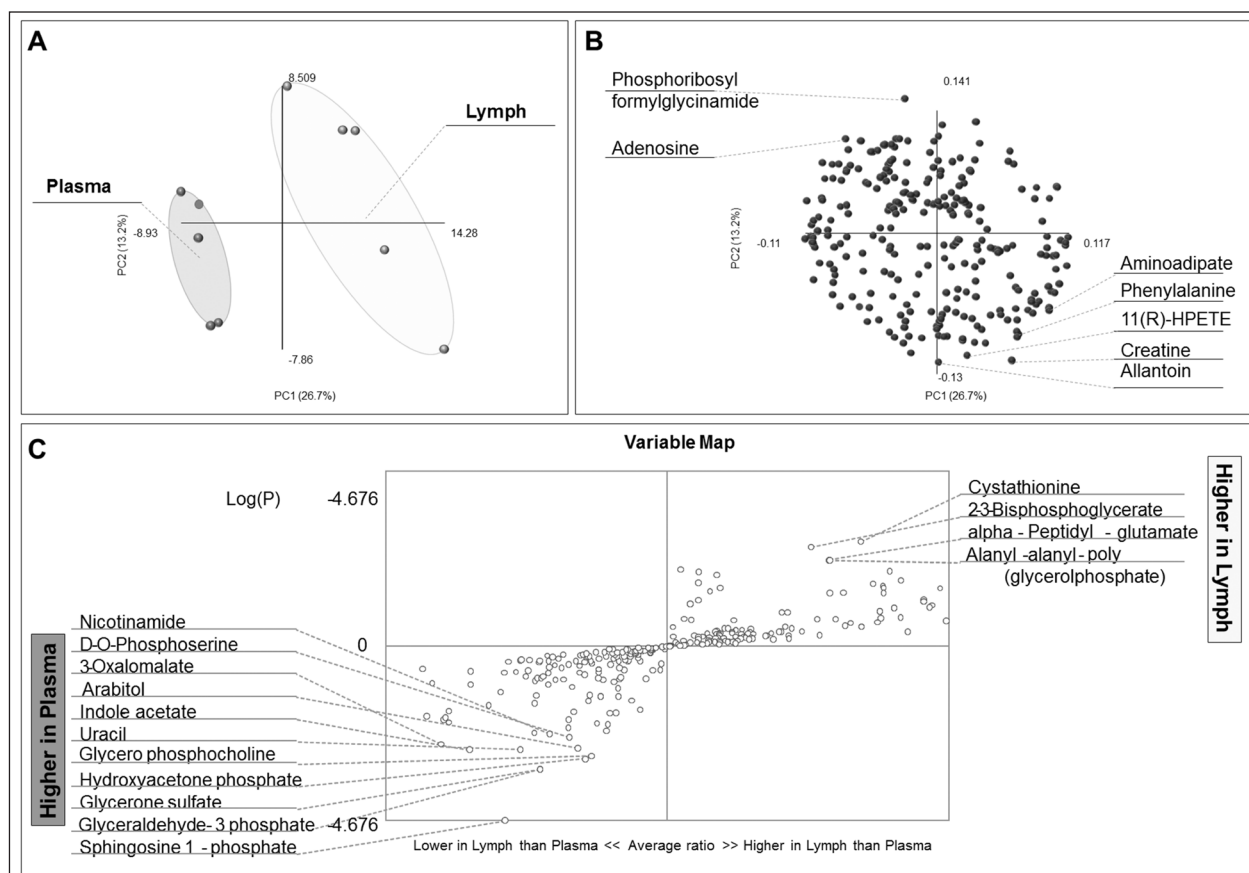 A
8.509
Lymph
Plasma
-8.93
14.28
PC2 (13.2%)
-7.86
PC1 (26.7%)
B
Phosphoribosyl
formylglycinamide
0.141
Adenosine
-0.11
0.117
PC2 (13.2%)
Aminoadipate
Phenylalanine
11(R)-HPETE
Creatine
Allantoin
-0.13
PC1 (26.7%)
C
Variable Map
Log(P)
-4.676
Cystathionine
2-3-Bisphosphoglycerate
alpha - Peptidyl - glutamate
Alanyl -alanyl - poly
(glycerolphosphate)
Higher in Lymph
Nicotinamide
D-O-Phosphoserine
0
3-Oxalomalate
Arabitol
Indole acetate
Uracil
Glycero phosphocholine
Hydroxyacetone phosphate
Glycerone sulfate
Glyceraldehyde- 3 phosphate
-4.676
Sphingosine 1 - phosphate
Higher in Plasma
Lower in Lymph than Plasma << Average ratio >> Higher in Lymph than Plasma